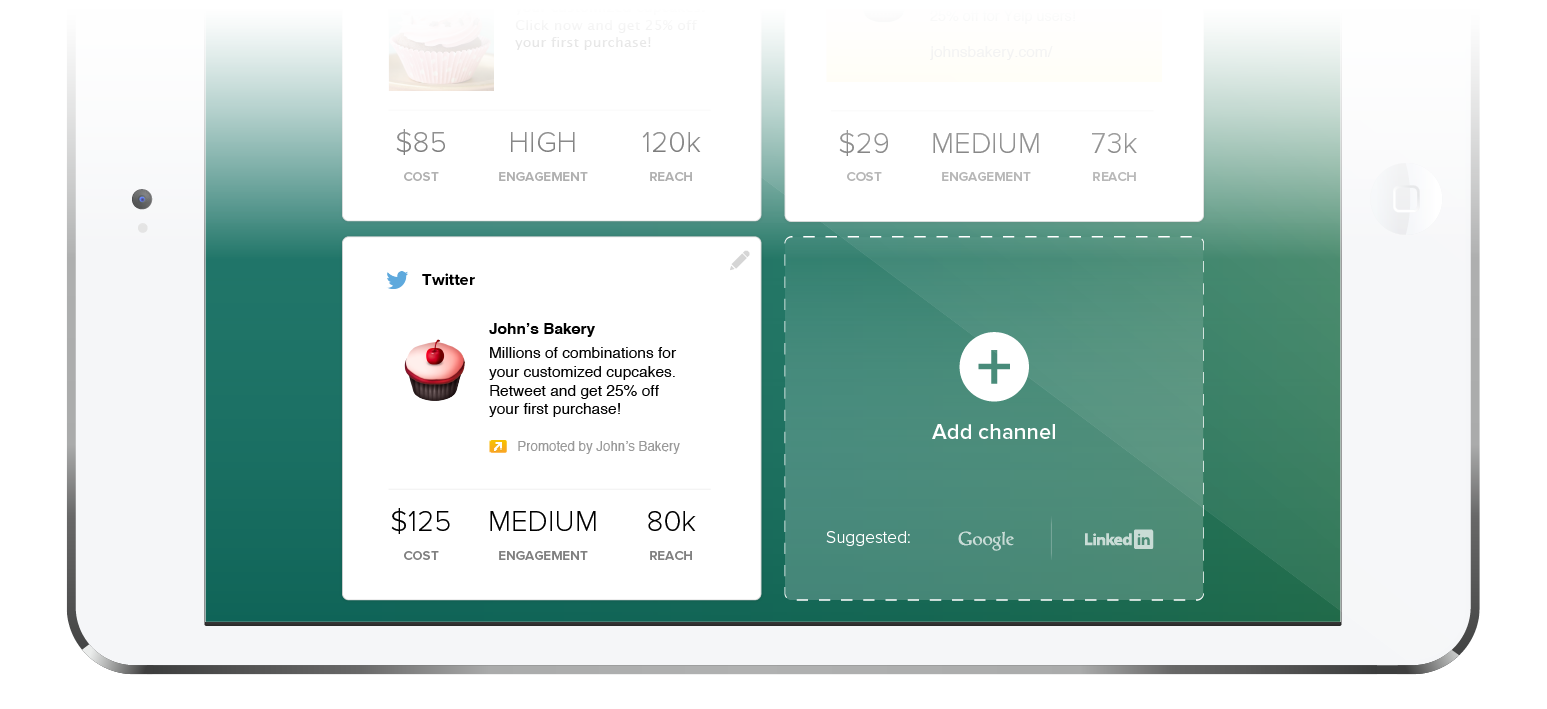 Click now and get 25% off
your first purchase!
johnsbakery.com/
$85 HIGH 120k
COST ENGAGEMENT REACH
$29 MEDIUM 73k
COST ENGAGEMENT REACH
Twitter
John's Bakery
Millions of combinations for
your customized cupcakes.
Retweet and get 25% off
your first purchase!
Promoted by John's Bakery
$125 MEDIUM 80k
COST ENGAGEMENT REACH
Add channel
Suggested: Google Linked in